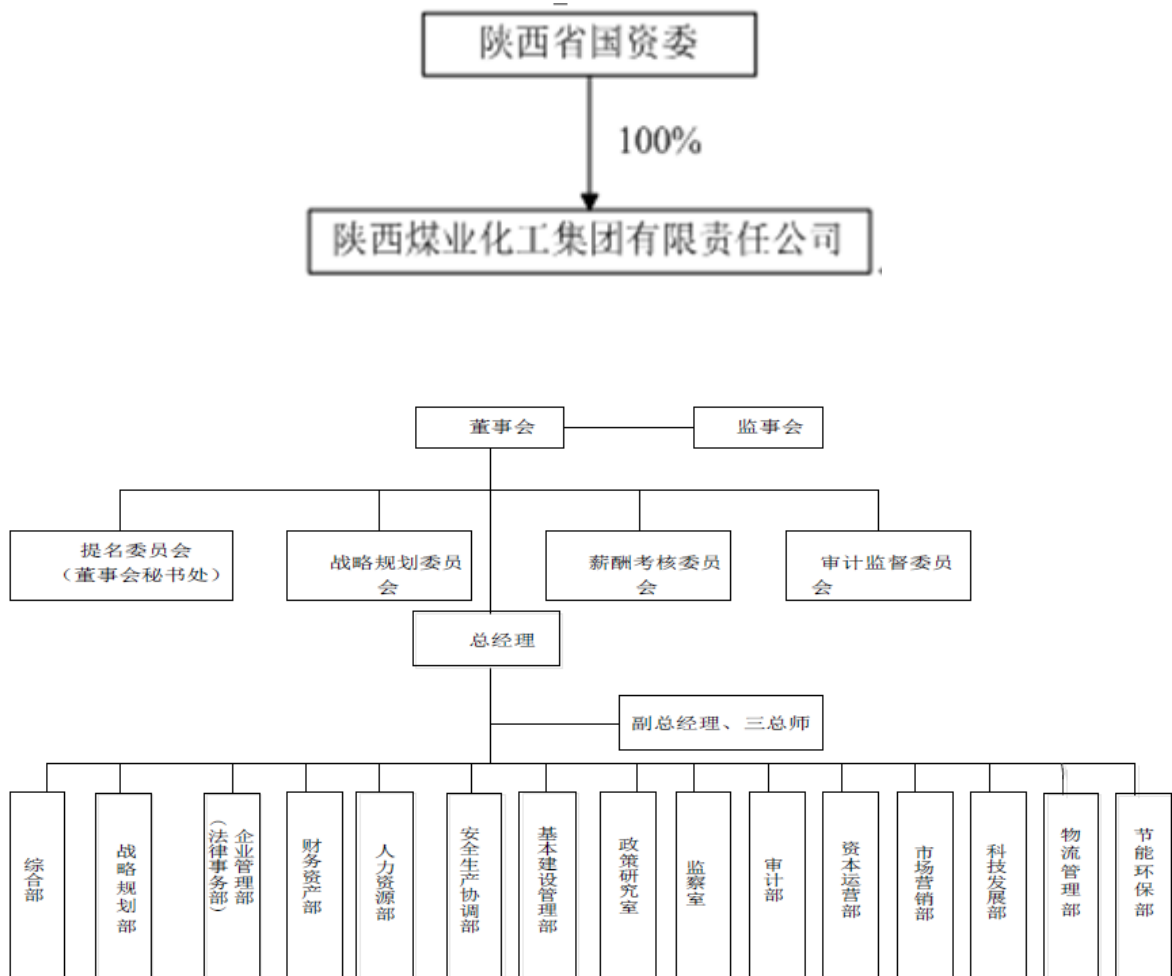 陕西省国资委
100%
陕西煤业化工集团有限责任公司
董事会
监事会
提名委员会
（董事会秘书处）
战略规划委员
会
薪酬考核委员
会
审计监督委员
会
总经理
副总经理、三总师
综合部
战略规划部
企业管理部
（法律事务部）
财务资产部
人力资源部
安全生产协调部
基本建设管理部
政策研究室
监察室
审计部
资本运营部
市场营销部
科技发展部
物流管理部
节能环保部